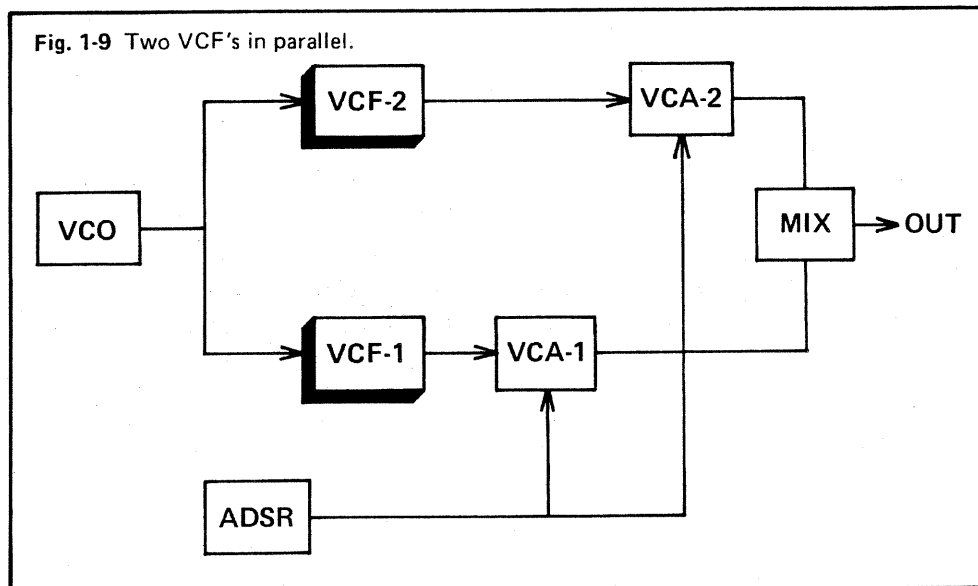 Fig. 1-9 Two VCF's in parallel.
VCF-2
VCA-2
VCO
MIX
OUT
VCF-1
VCA-1
ADSR